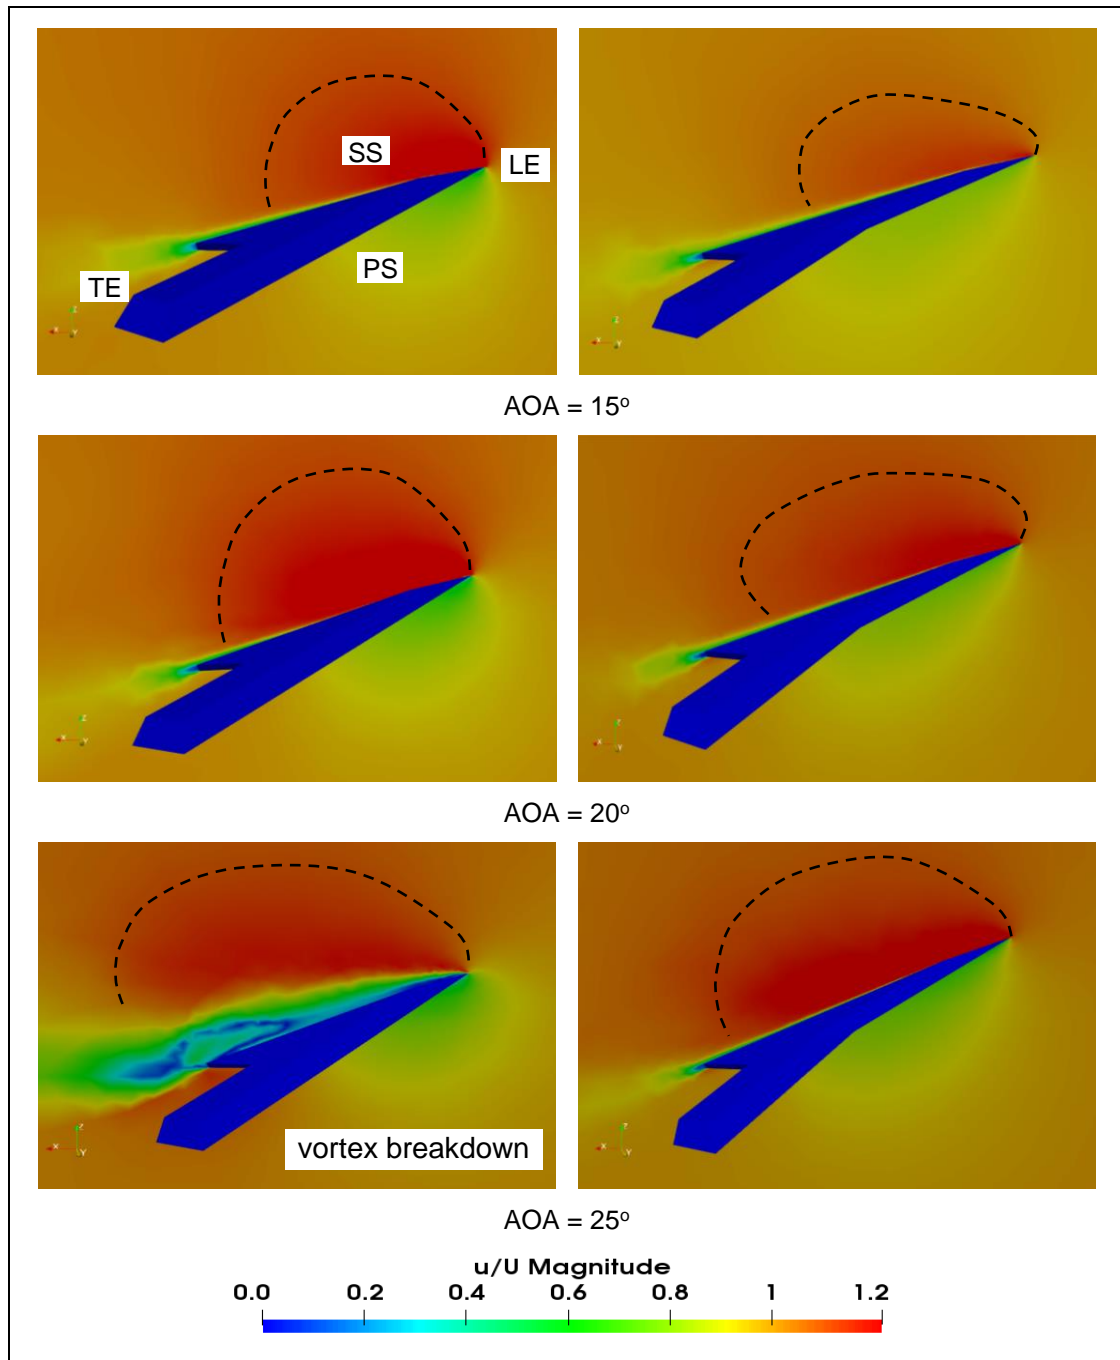 SS
LE
PS
TE
AOA = 15º
AOA = 20º
vortex breakdown
AOA = 25º
u/U Magnitude
0.0 0.2 0.4 0.6 0.8 1 1.2